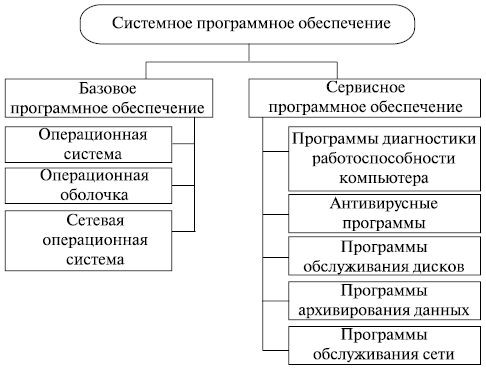 Системное программное обеспечение
Базовое
программное обеспечение
Операционная
система
Операционная
оболочка
Сетевая
операционная
система
Сервисное
программное обеспечение
Программы диагностики
работоспособности
компьютера
Антивирусные
программы
Программы
обслуживания дисков
Программы
архивирования данных
Программы
обслуживания сети